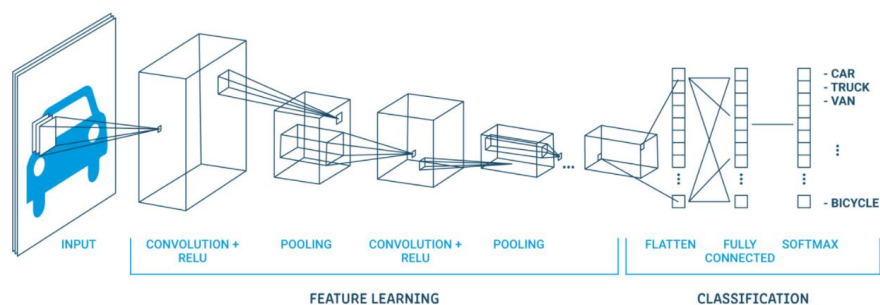 - CAR
- TRUCK
- VAN
- BICYCLE
INPUT
CONVOLUTION + RELU
POOLING
CONVOLUTION + RELU
POOLING
FLATTEN
FULLY CONNECTED
SOFTMAX
FEATURE LEARNING
CLASSIFICATION